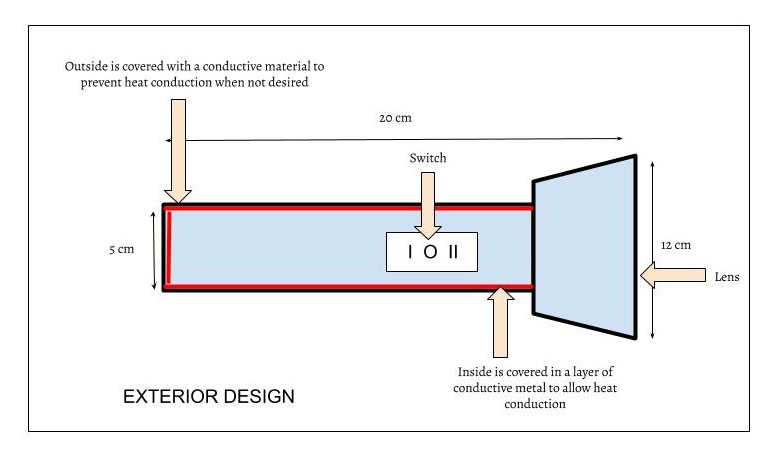 Outside is covered with a conductive material to
prevent heat conduction when not desired
20 cm
Switch
5 cm
I O II
12 cm
Lens
Inside is covered in a layer of
conductive metal to allow heat
conduction
EXTERIOR DESIGN